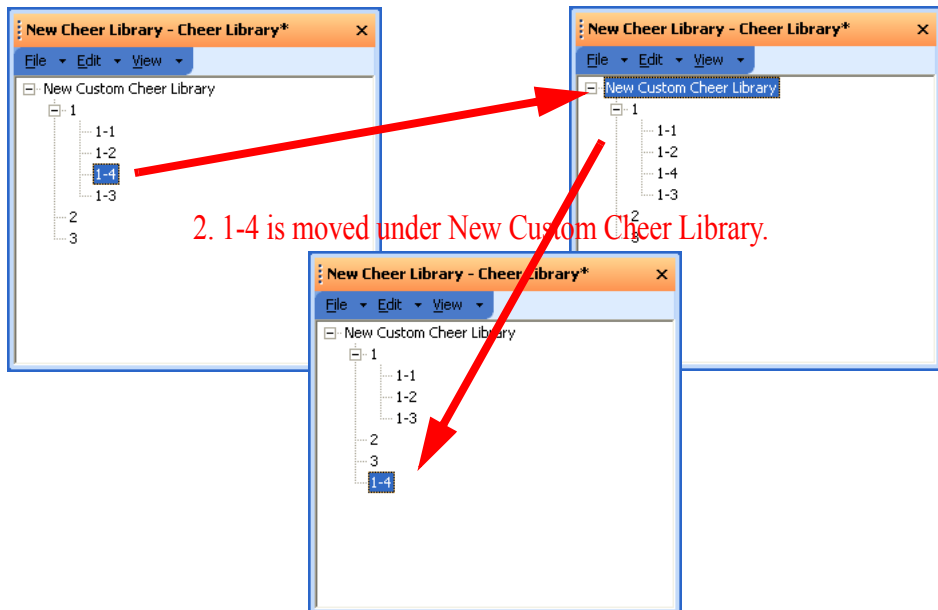 New Cheer Library - Cheer Library*
File Edit View
New Custom Cheer Library
1
1-1
1-2
1-4
1-3
2
3
New Cheer Library - Cheer Library*
File Edit View
New Custom Cheer Library
1
1-1
1-2
1-4
1-3
2
3
2. 1-4 is moved under New Custom Cheer Library.
New Cheer Library - Cheer Library*
File Edit View
New Custom Cheer Library
1
1-1
1-2
1-3
2
3
1-4